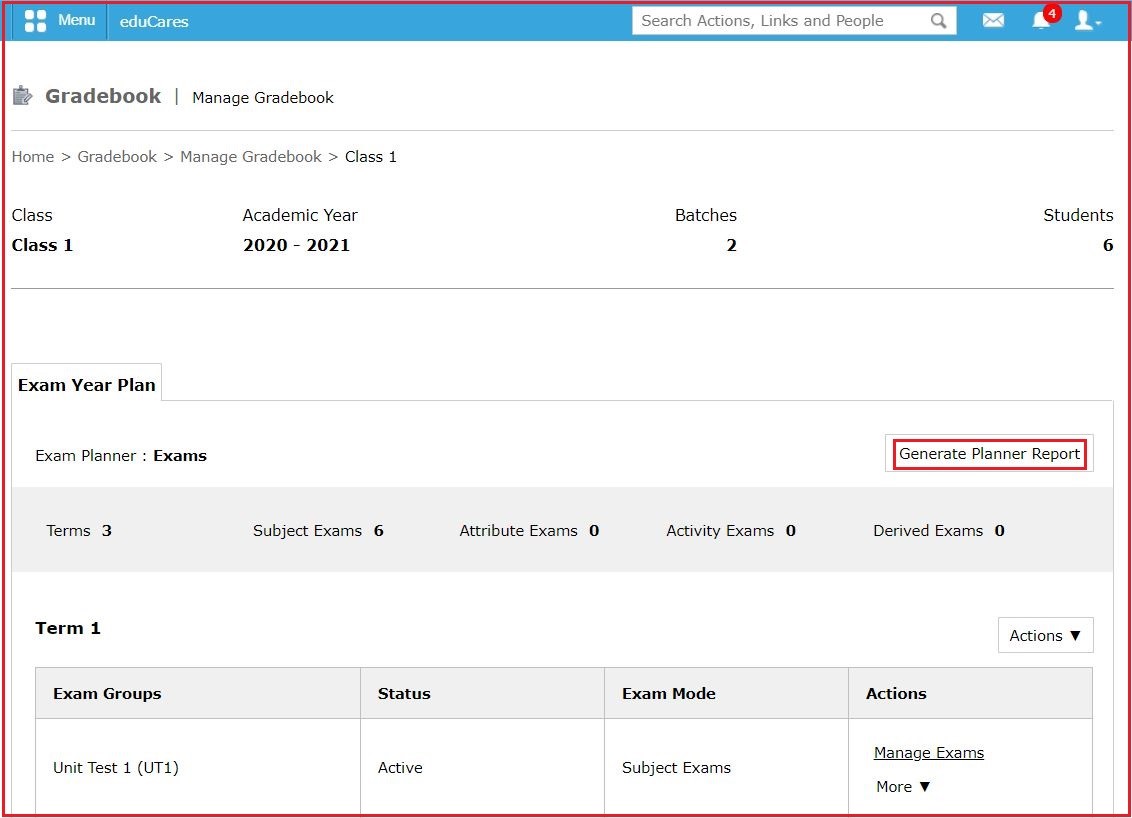 Menu eduCares Search Actions, Links and People 4
Gradebook | Manage Gradebook
Home > Gradebook > Manage Gradebook > Class 1
Class Academic Year Batches Students
Class 1 2020 - 2021 2 6
Exam Year Plan
Exam Planner : Exams Generate Planner Report
Terms 3 Subject Exams 6 Attribute Exams 0 Activity Exams 0 Derived Exams 0
Term 1
Actions ▼
Exam Groups Status Exam Mode Actions
Unit Test 1 (UT1) Active Subject Exams Manage Exams
More ▼